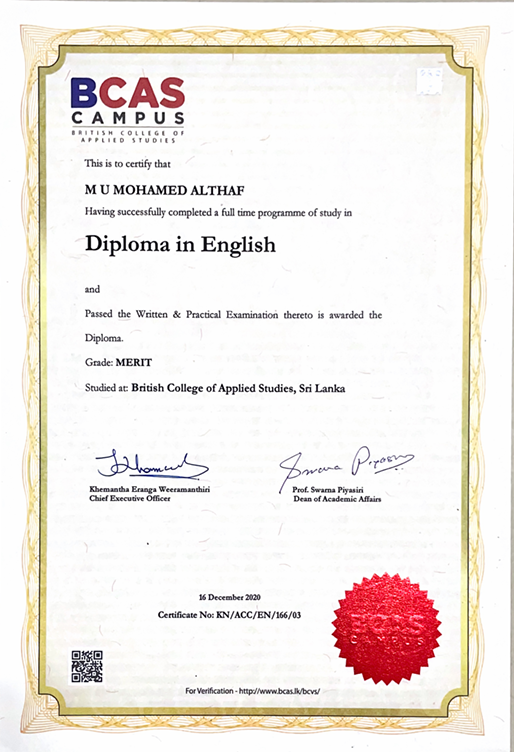 BCAS
CAMPUS
BRITISH COLLEGE OF
APPLIED STUDIES
This is to certify that
M U MOHAMED ALTHAF
Having successfully completed a full time programme of study in
Diploma in English
and
Passed the Written & Practical Examination thereto is awarded the
Diploma.
Grade: MERIT
Studied at: British College of Applied Studies, Sri Lanka
Khemantha Eranga Weeramanthiri
Chief Executive Officer
Swarna Piyasiri
Prof. Swarna Piyasiri
Dean of Academic Affairs
16 December 2020
Certificate No: KN/ACC/EN/166/03
BCAS
CAMPUS
For Verification - http://www.bcas.lk/bcvs/